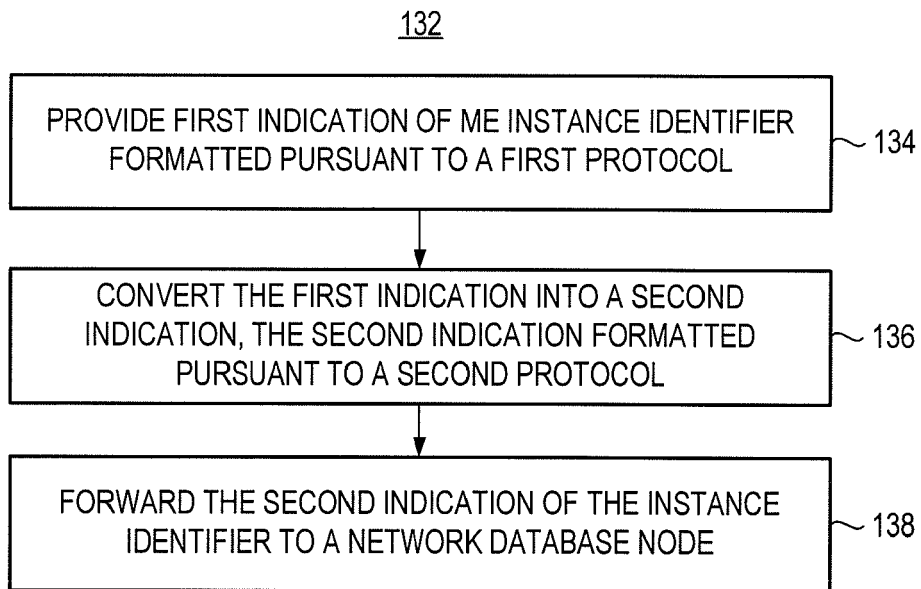 132
PROVIDE FIRST INDICATION OF ME INSTANCE IDENTIFIER
FORMATTED PURSUANT TO A FIRST PROTOCOL
134
CONVERT THE FIRST INDICATION INTO A SECOND
INDICATION, THE SECOND INDICATION FORMATTED
PURSUANT TO A SECOND PROTOCOL
136
FORWARD THE SECOND INDICATION OF THE INSTANCE
IDENTIFIER TO A NETWORK DATABASE NODE
138